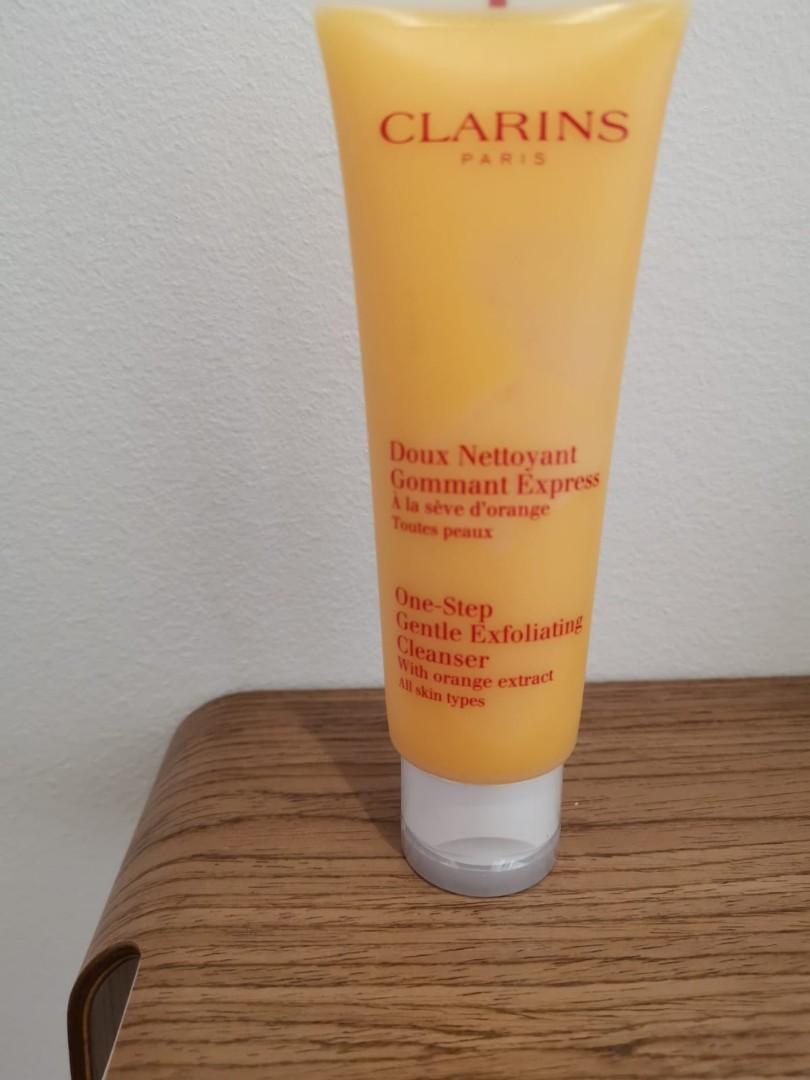 CLARINS
PARIS
Doux Nettoyant
Gommant Express
À la sève d'orange
Toutes peaux
One-Step
Gentle Exfoliating
Cleanser
With orange extract
All skin types